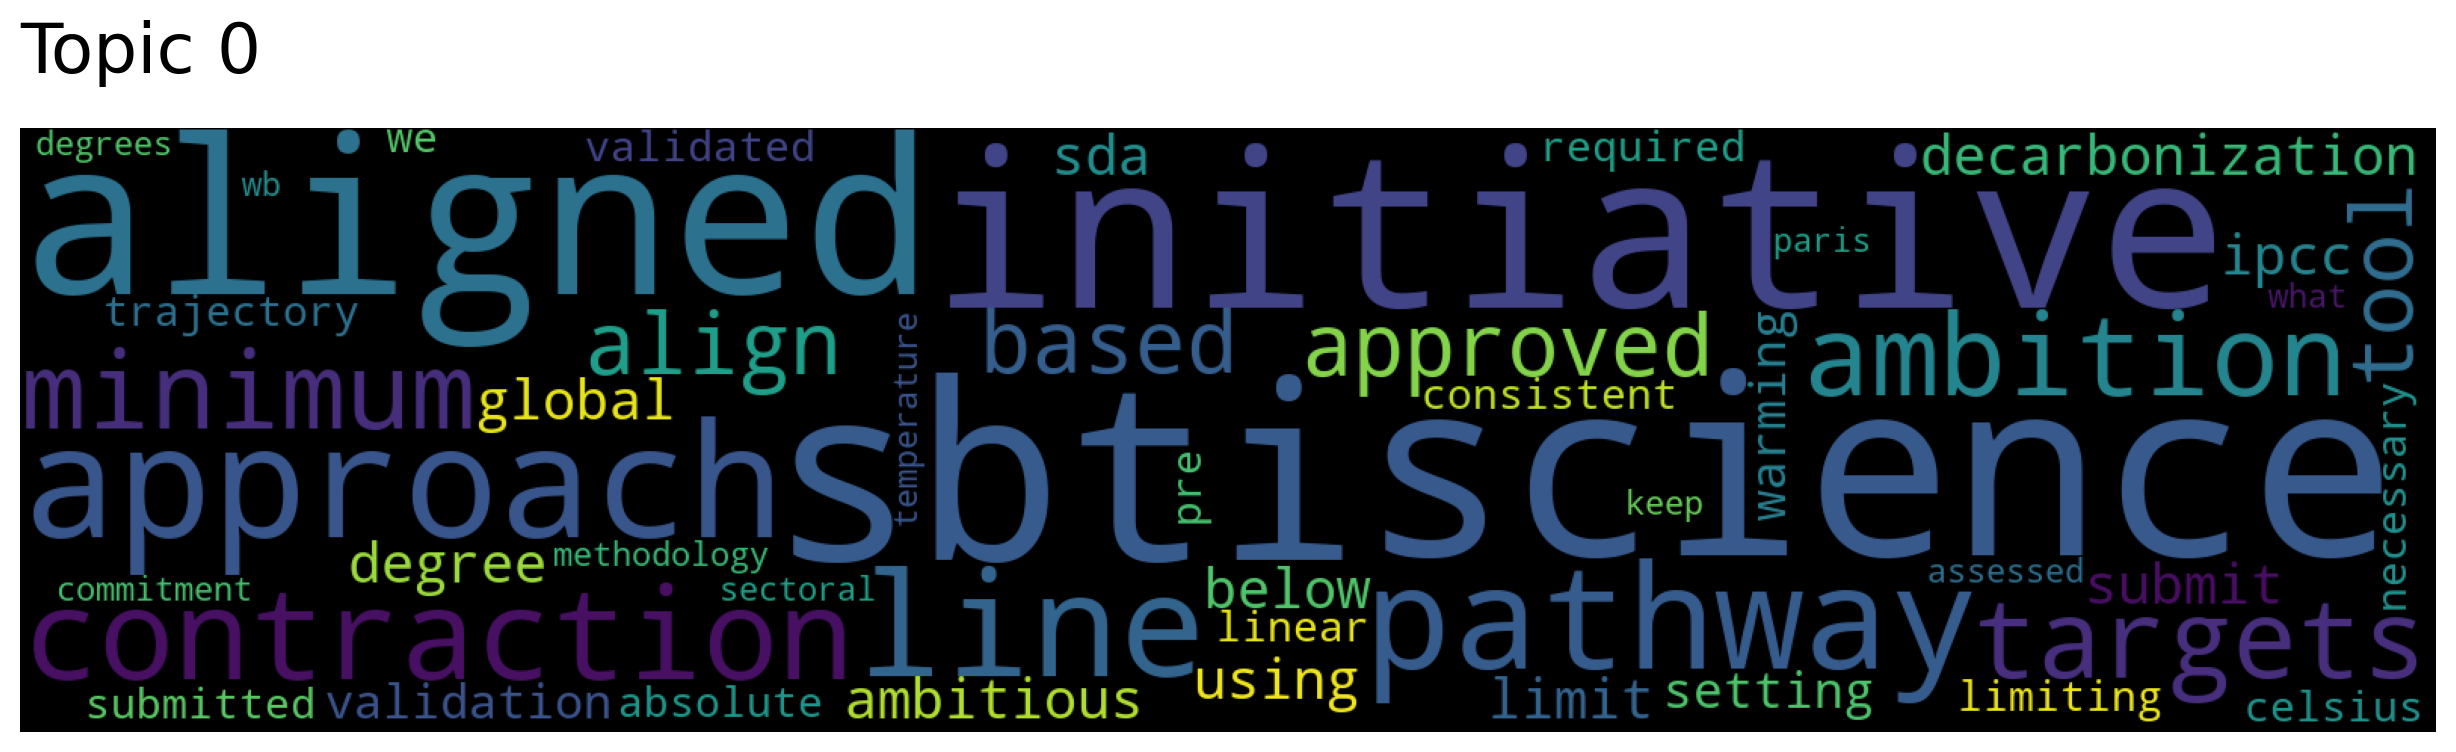 Topic 0
degrees
we
validated
sda
required
decarbonization
aligned
wb
initiative
paris
ipcc
what
tool
trajectory
align
temperature
based
approved
warming
ambition
minimum
global
consistent
necessary
approach
sbti
science
pre
keep
degree
methodology
commitment
sectoral
below
assessed
submit
contraction
line
linear
pathway
targets
using
submitted
validation
absolute
ambitious
limit
setting
limiting
celsius